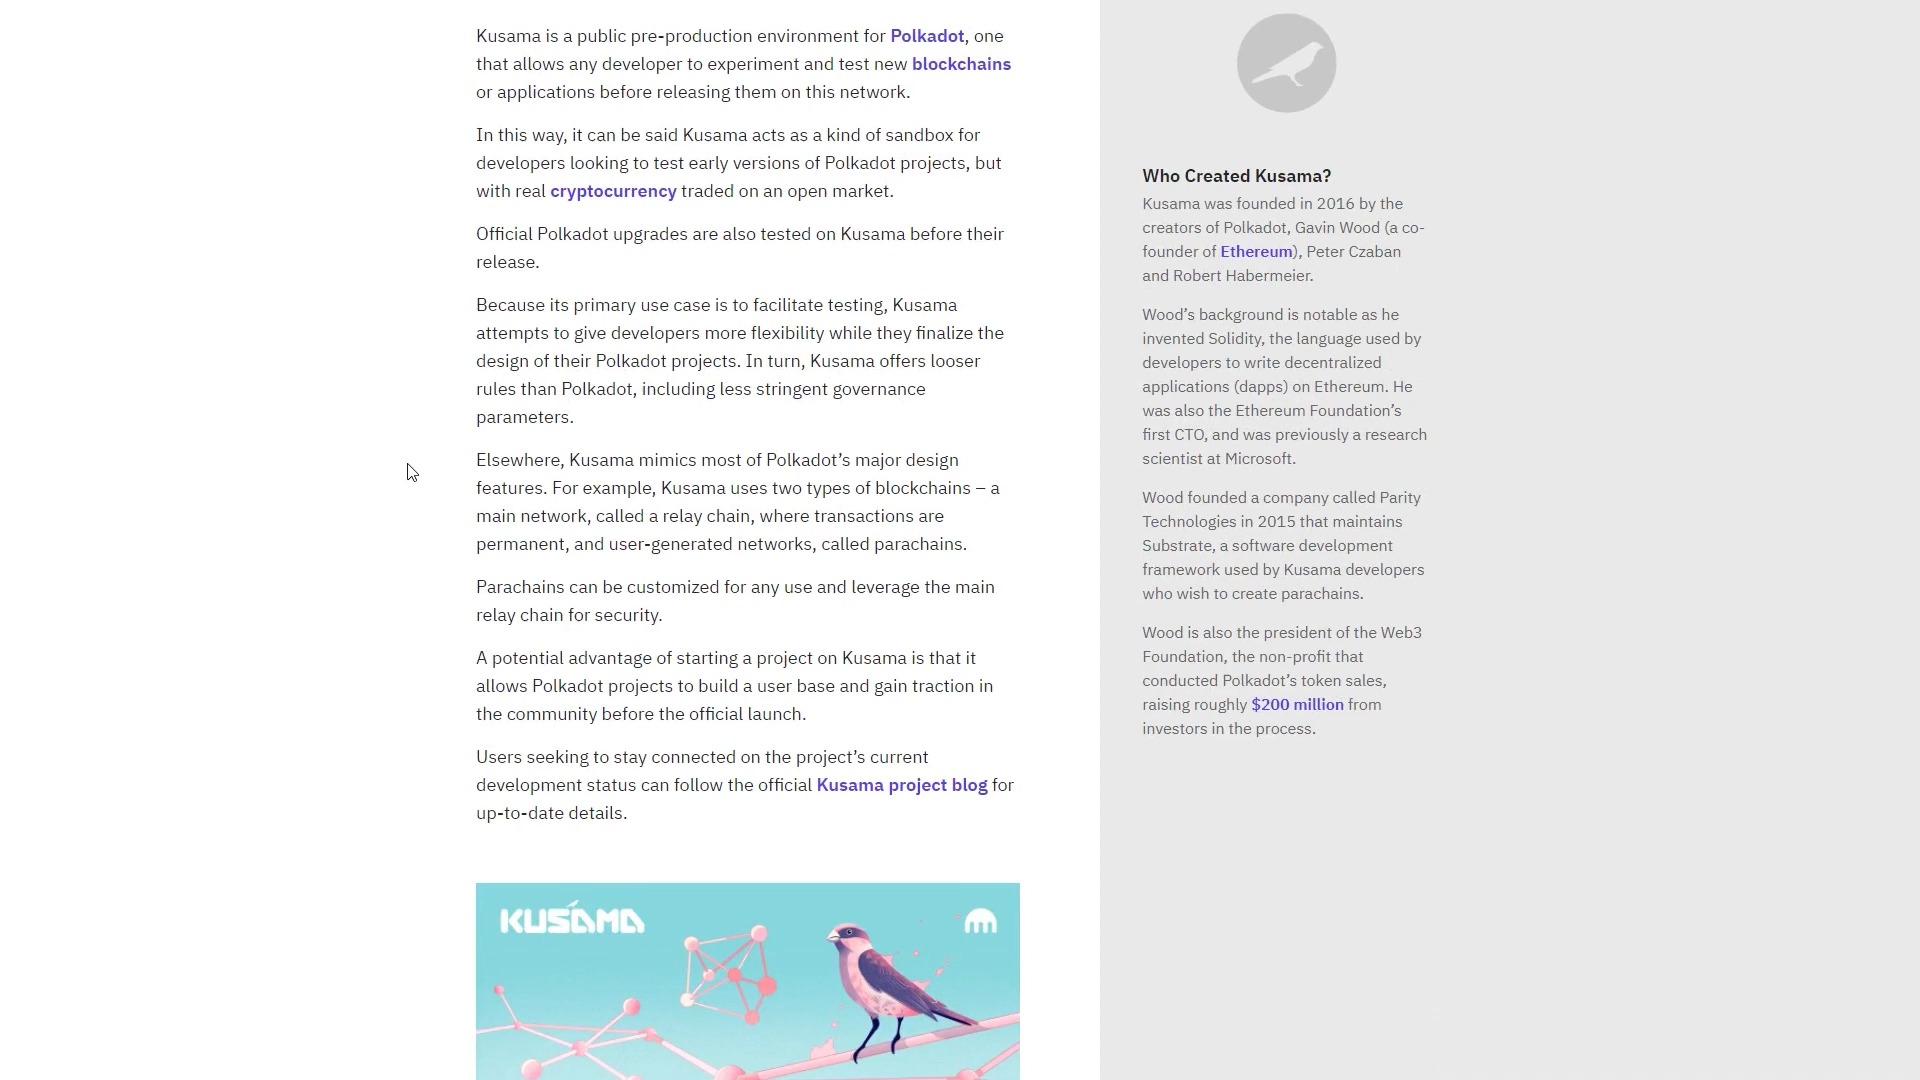 Kusama is a public pre-production environment for Polkadot, one
that allows any developer to experiment and test new blockchains
or applications before releasing them on this network.
In this way, it can be said Kusama acts as a kind of sandbox for
developers looking to test early versions of Polkadot projects, but
with real cryptocurrency traded on an open market.
Official Polkadot upgrades are also tested on Kusama before their
release.
Because its primary use case is to facilitate testing, Kusama
attempts to give developers more flexibility while they finalize the
design of their Polkadot projects. In turn, Kusama offers looser
rules than Polkadot, including less stringent governance
parameters.
Elsewhere, Kusama mimics most of Polkadot’s major design
features. For example, Kusama uses two types of blockchains – a
main network, called a relay chain, where transactions are
permanent, and user-generated networks, called parachains.
Parachains can be customized for any use and leverage the main
relay chain for security.
A potential advantage of starting a project on Kusama is that it
allows Polkadot projects to build a user base and gain traction in
the community before the official launch.
Users seeking to stay connected on the project’s current
development status can follow the official Kusama project blog for
up-to-date details.
KUSAMA
Who Created Kusama?
Kusama was founded in 2016 by the
creators of Polkadot, Gavin Wood (a co-
founder of Ethereum), Peter Czaban
and Robert Habermeier.
Wood’s background is notable as he
invented Solidity, the language used by
developers to write decentralized
applications (dapps) on Ethereum. He
was also the Ethereum Foundation’s
first CTO, and was previously a research
scientist at Microsoft.
Wood founded a company called Parity
Technologies in 2015 that maintains
Substrate, a software development
framework used by Kusama developers
who wish to create parachains.
Wood is also the president of the Web3
Foundation, the non-profit that
conducted Polkadot’s token sales,
raising roughly $200 million from
investors in the process.